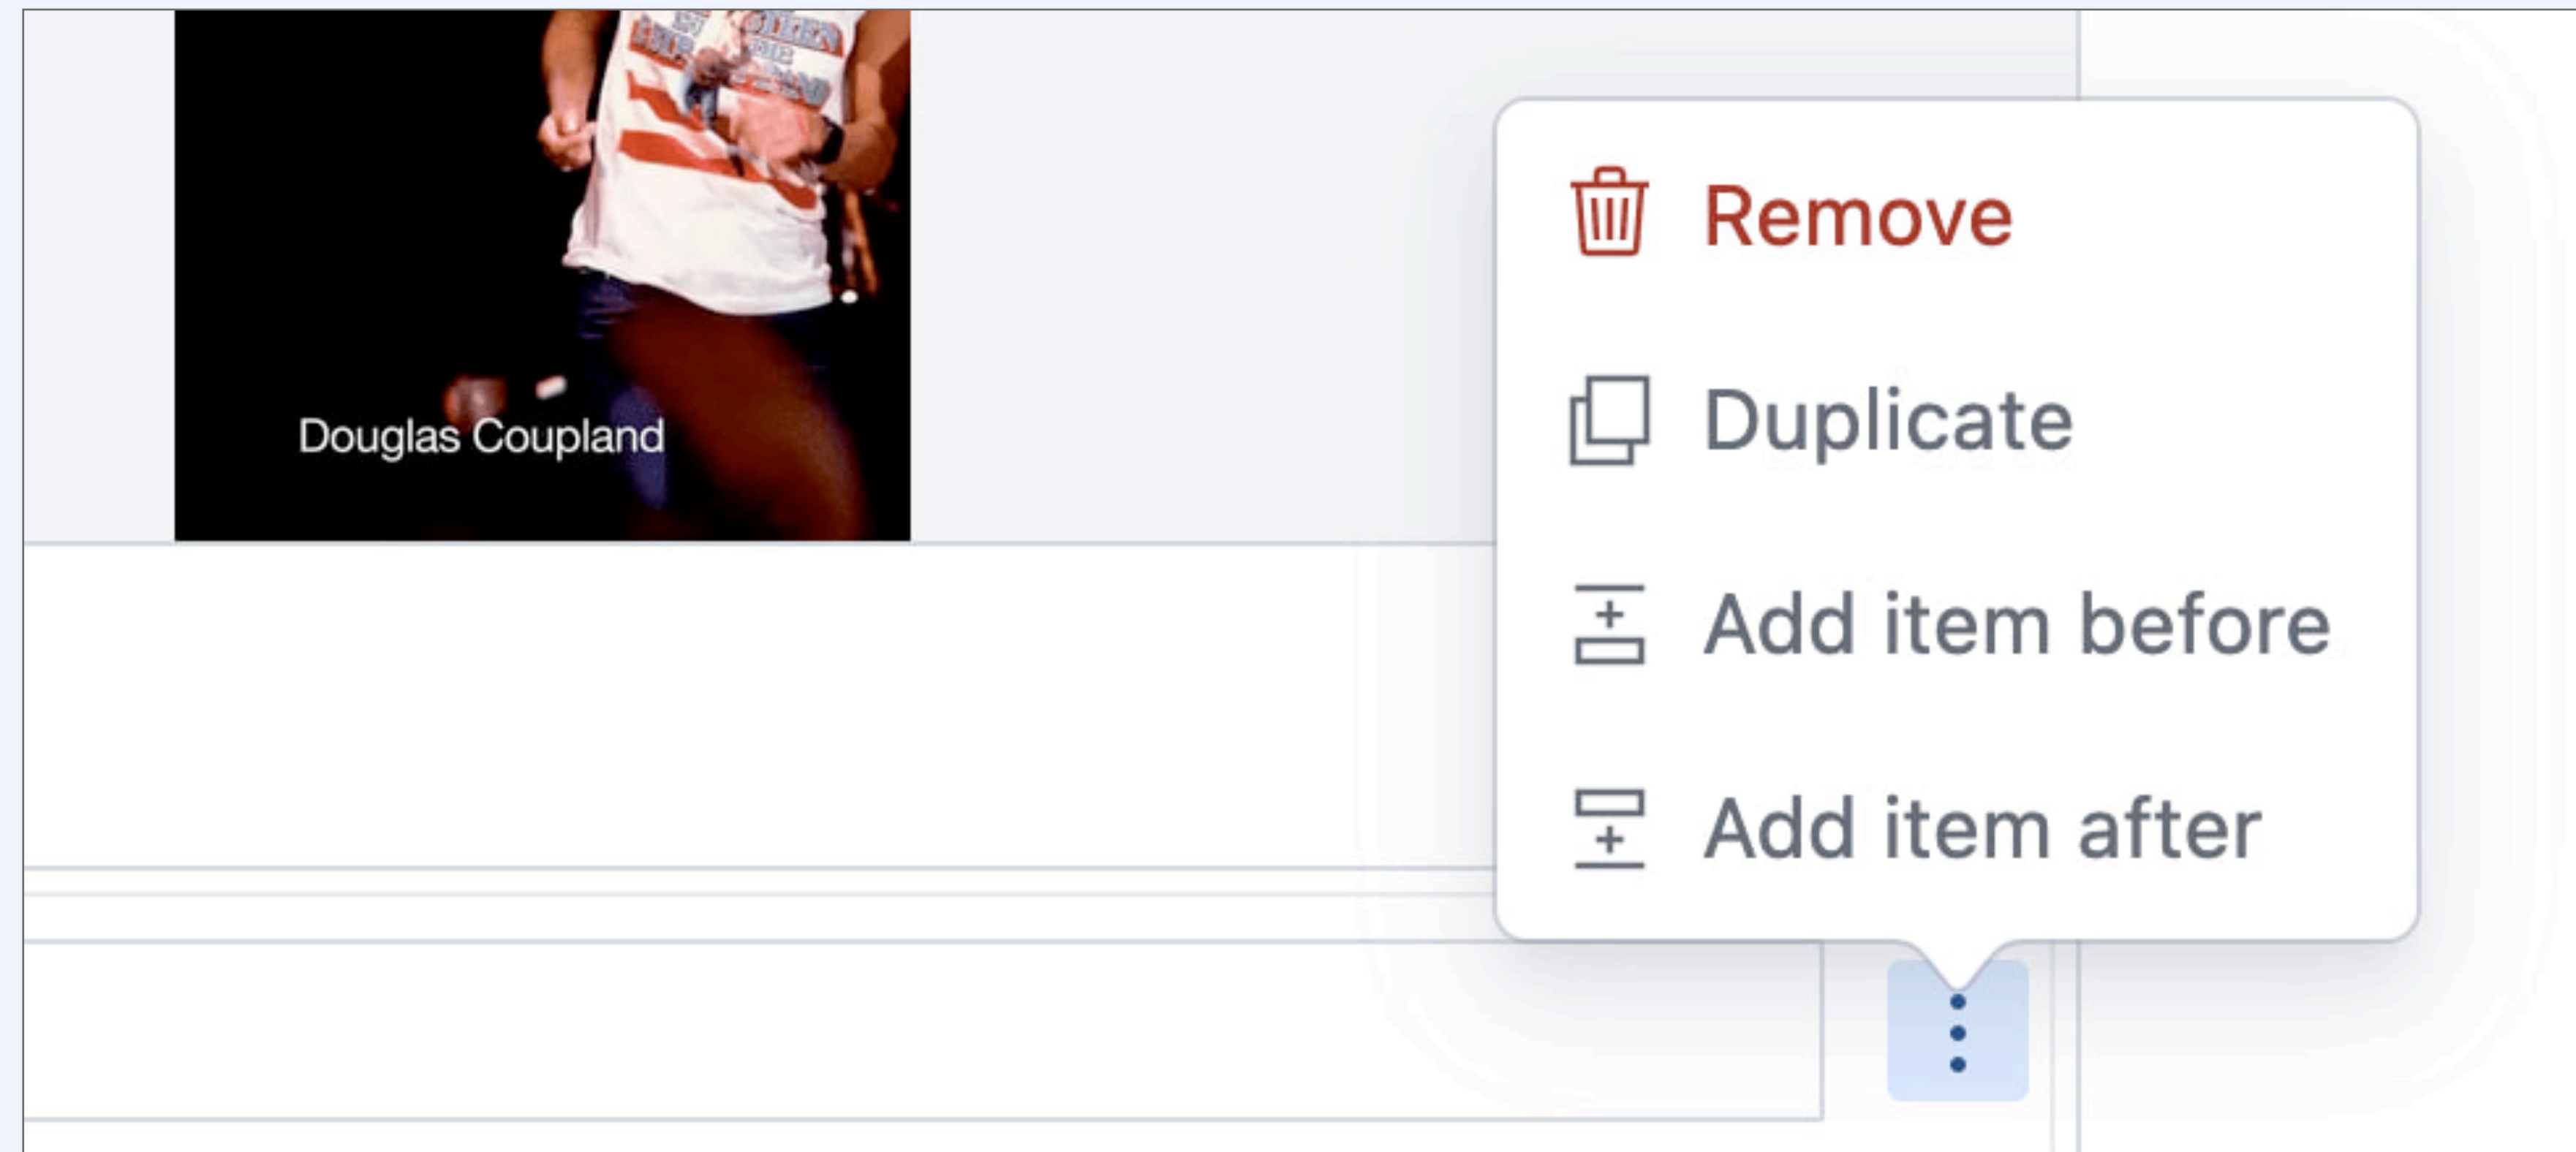 Douglas Coupland
Remove
Duplicate
Add item before
Add item after